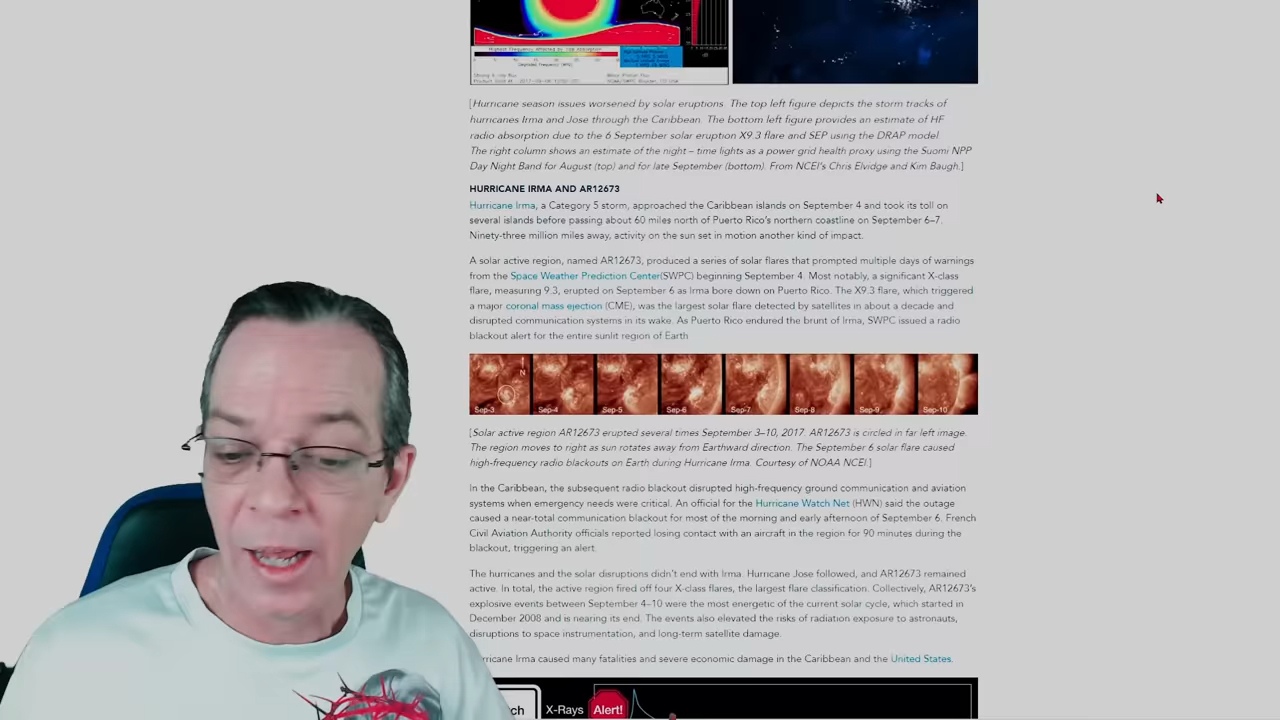 Highest Frequency Affected by 1dB Absorption
[Hurricane season issues worsened by solar eruptions. The top left figure depicts the storm tracks of
hurricanes Irma and Jose through the Caribbean. The bottom left figure provides an estimate of HF
radio absorption due to the 6 September solar eruption X9.3 flare and SEP using the DRAP model.
The right column shows an estimate of the night – time lights as a power grid health proxy using the Suomi NPP
Day Night Band for August (top) and for late September (bottom). From NCEI's Chris Elvidge and Kim Baugh.]
HURRICANE IRMA AND AR12673
Hurricane Irma, a Category 5 storm, approached the Caribbean islands on September 4 and took its toll on
several islands before passing about 60 miles north of Puerto Rico's northern coastline on September 6–7.
Ninety-three million miles away, activity on the sun set in motion another kind of impact.
A solar active region, named AR12673, produced a series of solar flares that prompted multiple days of warnings
from the Space Weather Prediction Center(SWPC) beginning September 4. Most notably, a significant X-class
flare, measuring 9.3, erupted on September 6 as Irma bore down on Puerto Rico. The X9.3 flare, which triggered
a major coronal mass ejection (CME), was the largest solar flare detected by satellites in about a decade and
disrupted communication systems in its wake. As Puerto Rico endured the brunt of Irma, SWPC issued a radio
blackout alert for the entire sunlit region of Earth
N
Sep-3 Sep-4 Sep-5 Sep-6 Sep-7 Sep-8 Sep-9 Sep-10
[Solar active region AR12673 erupted several times September 3–10, 2017. AR12673 is circled in far left image.
The region moves to right as sun rotates away from Earthward direction. The September 6 solar flare caused
high-frequency radio blackouts on Earth during Hurricane Irma. Courtesy of NOAA NCEI.]
In the Caribbean, the subsequent radio blackout disrupted high-frequency ground communication and aviation
systems when emergency needs were critical. An official for the Hurricane Watch Net (HWN) said the outage
caused a near-total communication blackout for most of the morning and early afternoon of September 6. French
Civil Aviation Authority officials reported losing contact with an aircraft in the region for 90 minutes during the
blackout, triggering an alert.
The hurricanes and the solar disruptions didn't end with Irma. Hurricane Jose followed, and AR12673 remained
active. In total, the active region fired off four X-class flares, the largest flare classification. Collectively, AR12673's
explosive events between September 4–10 were the most energetic of the current solar cycle, which started in
December 2008 and is nearing its end. The events also elevated the risks of radiation exposure to astronauts,
disruptions to space instrumentation, and long-term satellite damage.
rricane Irma caused many fatalities and severe economic damage in the Caribbean and the United States.
ch X-Rays Alert!